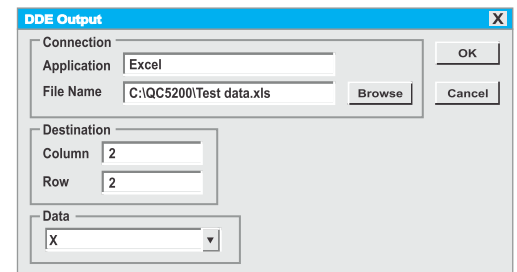 DDE Output X
Connection
OK
Application Excel
File Name C:\QC5200\Test data.xls Browse Cancel
Destination
Column 2
Row 2
Data
X